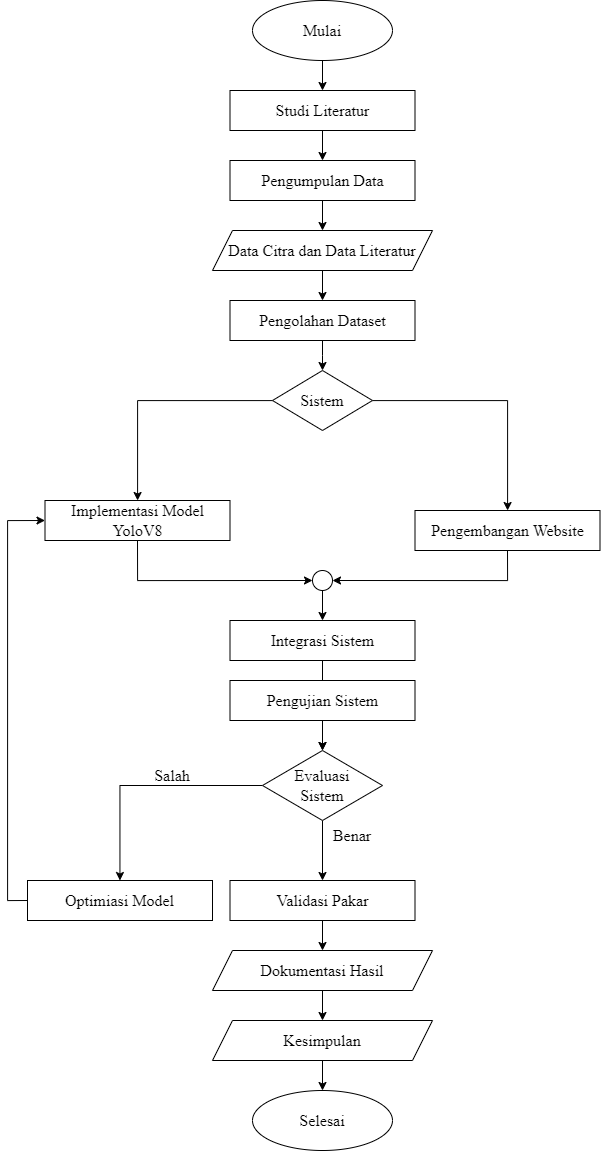 Mulai
Studi Literatur
Pengumpulan Data
Data Citra dan Data Literatur
Pengolahan Dataset
Sistem
Implementasi Model
YoloV8
Pengembangan Website
Integrasi Sistem
Pengujian Sistem
Evaluasi
Sistem
Salah
Benar
Optimiasi Model
Validasi Pakar
Dokumentasi Hasil
Kesimpulan
Selesai